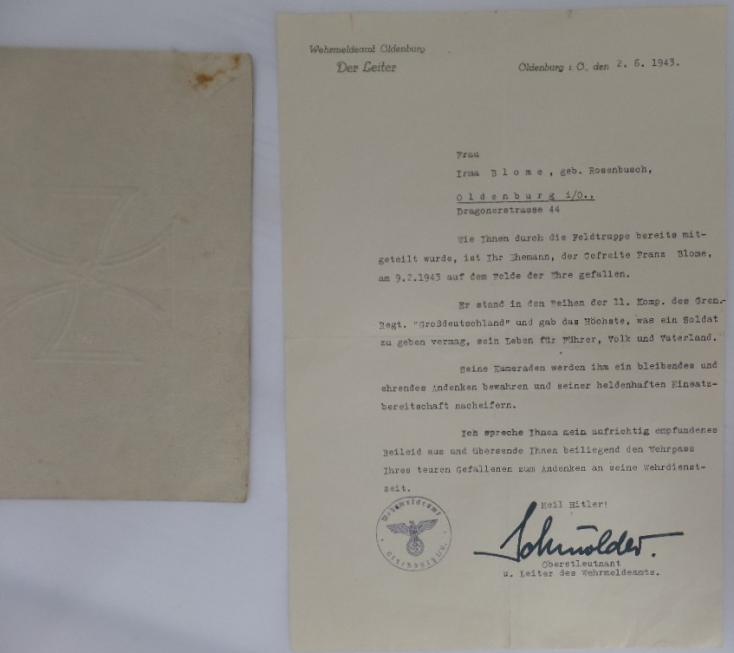 Wehrmeldeamt Oldenburg
Der Leiter
Oldenburg i. O., den 2. 6. 1943.
Frau
Irma B l o m e , geb. Rosenbusch,
O l d e n b u r g i/O.,
Dragonerstrasse 44
Wie Ihnen durch die Feldtruppe bereits mit-
geteilt wurde, ist Ihr Ehemann, der Gefreite Franz Blome,
am 9.2.1943 auf dem Felde der Ehre gefallen.
Er stand in den Reihen der 11. Komp. des Gren.-
Regt. "Großdeutschland" und gab das Höchste, was ein Soldat
zu geben vermag, sein Leben für Führer, Volk und Vaterland.
Seine Kameraden werden ihm ein bleibendes und
ehrendes Andenken bewahren und seiner heldenhaften Einsatz-
bereitschaft nacheifern.
Ich spreche Ihnen mein aufrichtig empfundenes
Beileid aus und übersende Ihnen beiliegend den Wehrpass
Ihres teuren Gefallenen zum Andenken an seine Wehrdienst-
zeit.
Heil Hitler!
Wehrmeldeamt
Oberstleutnant
u. Leiter des Wehrmeldeamts.